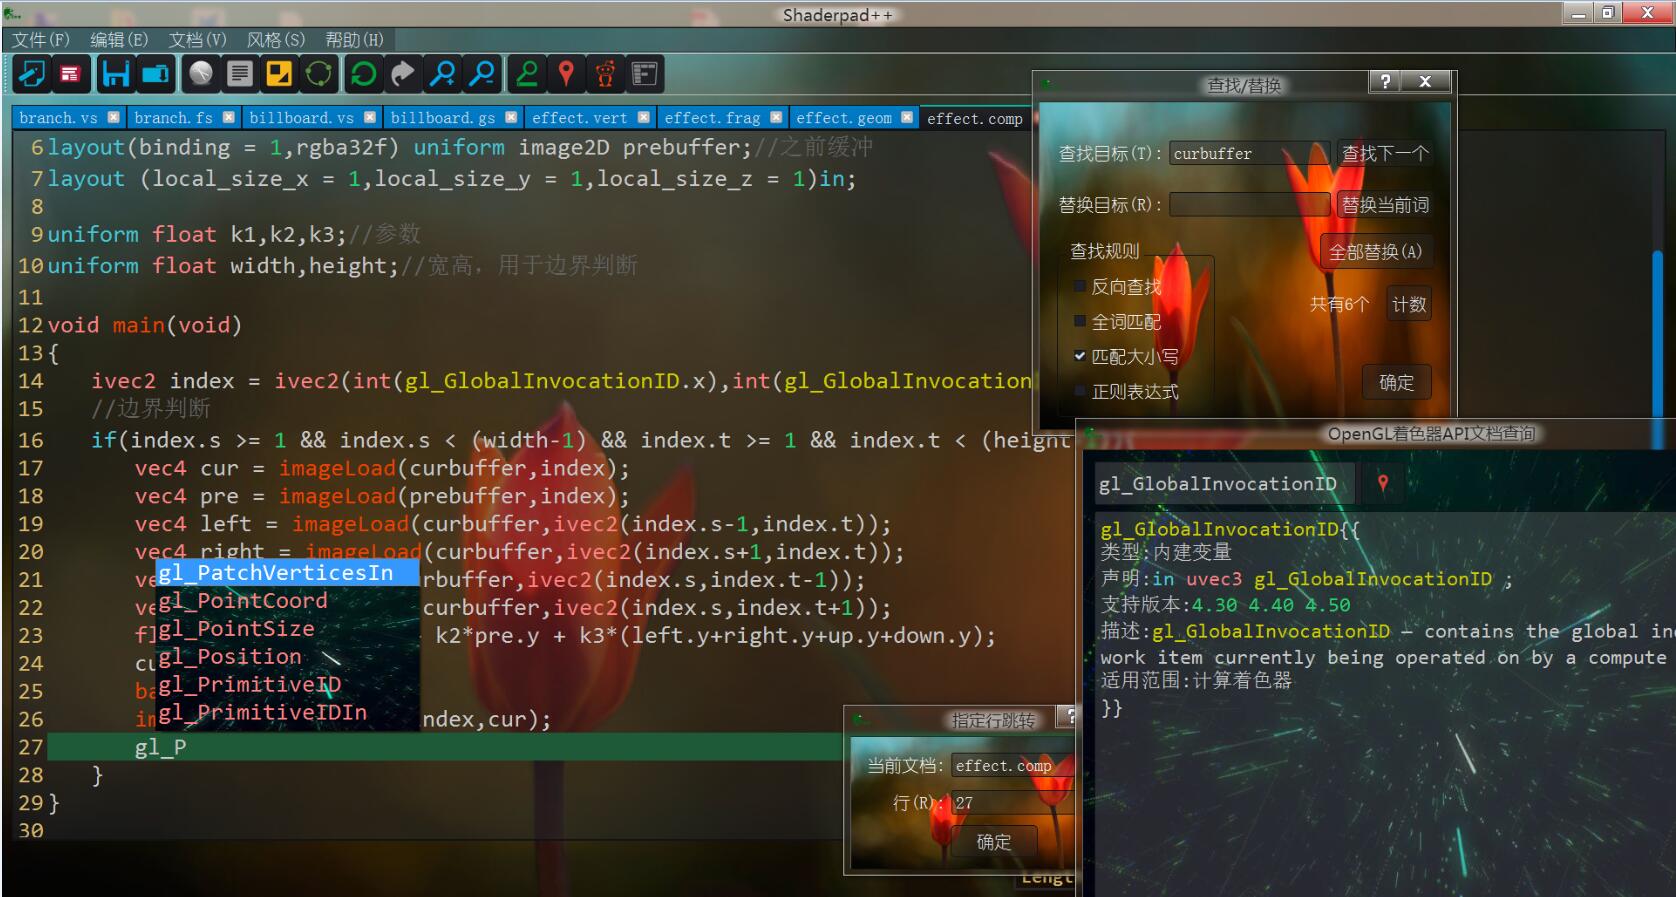 Shaderpad++
文件(F) 编辑(E) 文档(V) 风格(S) 帮助(H)
branch.vs branch.fs billboard.vs billboard.gs effect.vert effect.frag effect.geom effect.comp
6 layout(binding = 1,rgba32f) uniform image2D prebuffer;//之前缓冲
7 layout (local_size_x = 1,local_size_y = 1,local_size_z = 1)in;
8
9 uniform float k1,k2,k3;//参数
10 uniform float width,height;//宽高，用于边界判断
11
12 void main(void)
13 {
14 ivec2 index = ivec2(int(gl_GlobalInvocationID.x),int(gl_GlobalInvocation
15 //边界判断
16 if(index.s >= 1 && index.s < (width-1) && index.t >= 1 && index.t < (height
17 vec4 cur = imageLoad(curbuffer,index);
18 vec4 pre = imageLoad(prebuffer,index);
19 vec4 left = imageLoad(curbuffer,ivec2(index.s-1,index.t));
20 vec4 right = imageLoad(curbuffer,ivec2(index.s+1,index.t));
21 ve rbuffer,ivec2(index.s,index.t-1));
22 ve curbuffer,ivec2(index.s,index.t+1));
23 fl k2*pre.y + k3*(left.y+right.y+up.y+down.y);
24 cu
25 ba
26 im ndex,cur);
27 gl_P
28 }
29 }
30
gl_PatchVerticesIn
gl_PointCoord
gl_PointSize
gl_Position
gl_PrimitiveID
gl_PrimitiveIDIn
查找/替换
? X
查找目标(T): curbuffer 查找下一个
替换目标(R): 替换当前词
查找规则 全部替换(A)
反向查找
共有6个 计数
全词匹配
匹配大小写
正则表达式
确定
指定行跳转
?
当前文档: effect.comp
行(R): 27
确定
Lengt
OpenGL着色器API文档查询
gl_GlobalInvocationID
gl_GlobalInvocationID{{
类型:内建变量
声明:in uvec3 gl_GlobalInvocationID ;
支持版本:4.30 4.40 4.50
描述:gl_GlobalInvocationID — contains the global in
work item currently being operated on by a compute
适用范围:计算着色器
}}